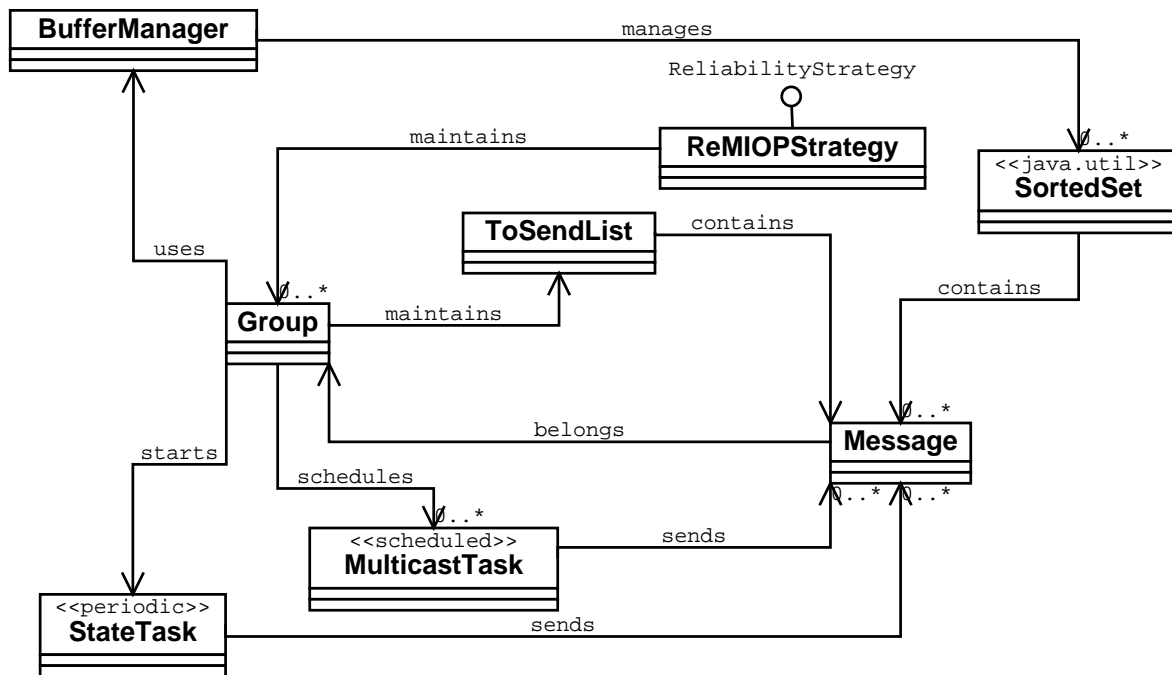 BufferManager
manages
ReliabilityStrategy
maintains
ReMIOPStrategy
0..*
<<java.util>>
SortedSet
ToSendList
contains
uses
0..*
contains
Group
maintains
0..*
belongs
Message
starts
schedules
0..*
0..*
0..*
<<scheduled>>
MulticastTask
sends
<<periodic>>
StateTask
sends